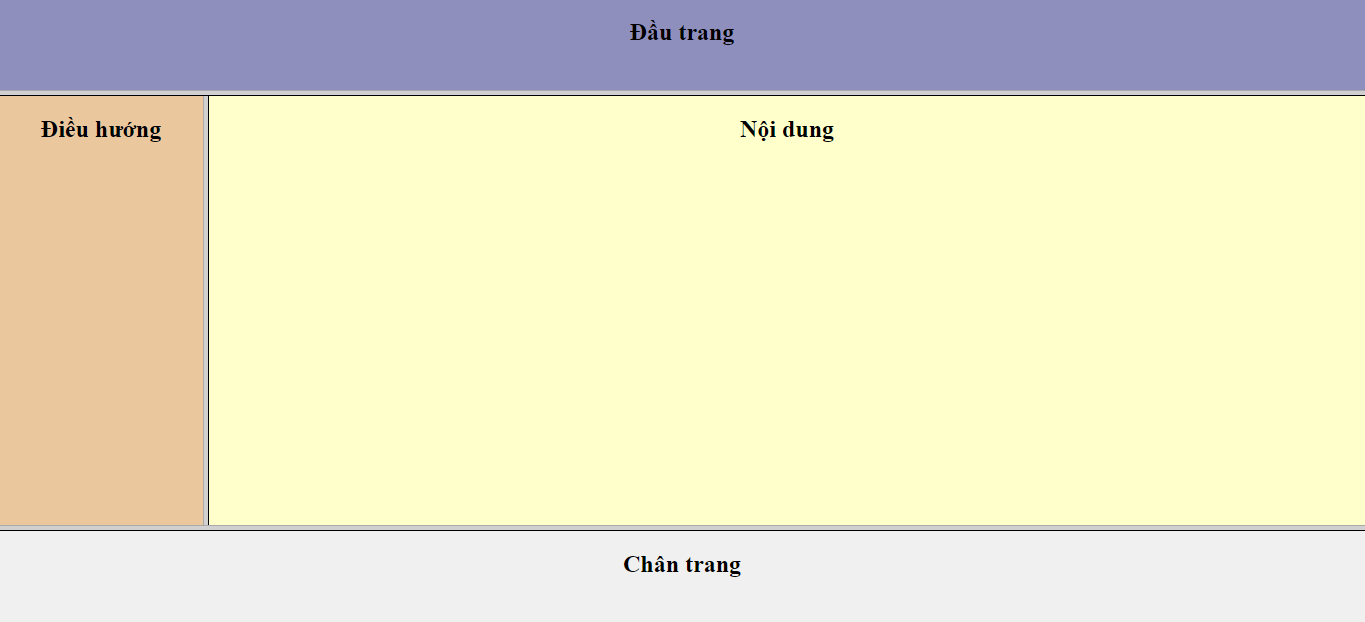 Đầu trang
Điều hướng
Nội dung
Chân trang